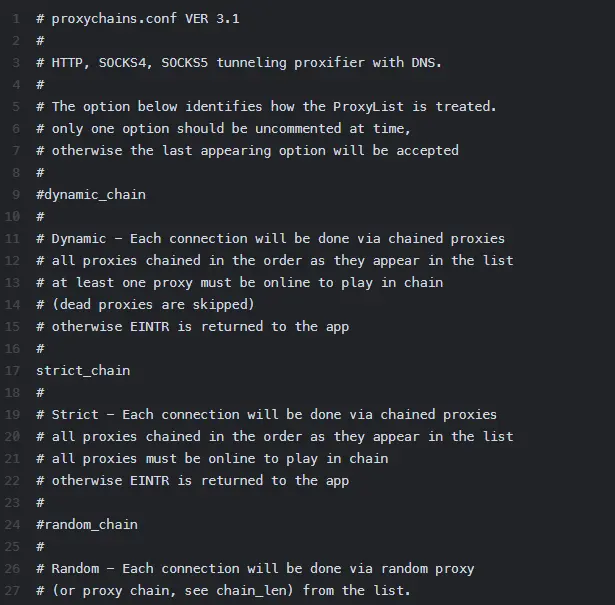 1 # proxychains.conf VER 3.1
2 #
3 # HTTP, SOCKS4, SOCKS5 tunneling proxifier with DNS.
4 #
5 # The option below identifies how the ProxyList is treated.
6 # only one option should be uncommented at time,
7 # otherwise the last appearing option will be accepted
8 #
9 #dynamic_chain
10 #
11 # Dynamic - Each connection will be done via chained proxies
12 # all proxies chained in the order as they appear in the list
13 # at least one proxy must be online to play in chain
14 # (dead proxies are skipped)
15 # otherwise EINTR is returned to the app
16 #
17 strict_chain
18 #
19 # Strict - Each connection will be done via chained proxies
20 # all proxies chained in the order as they appear in the list
21 # all proxies must be online to play in chain
22 # otherwise EINTR is returned to the app
23 #
24 #random_chain
25 #
26 # Random - Each connection will be done via random proxy
27 # (or proxy chain, see chain_len) from the list.